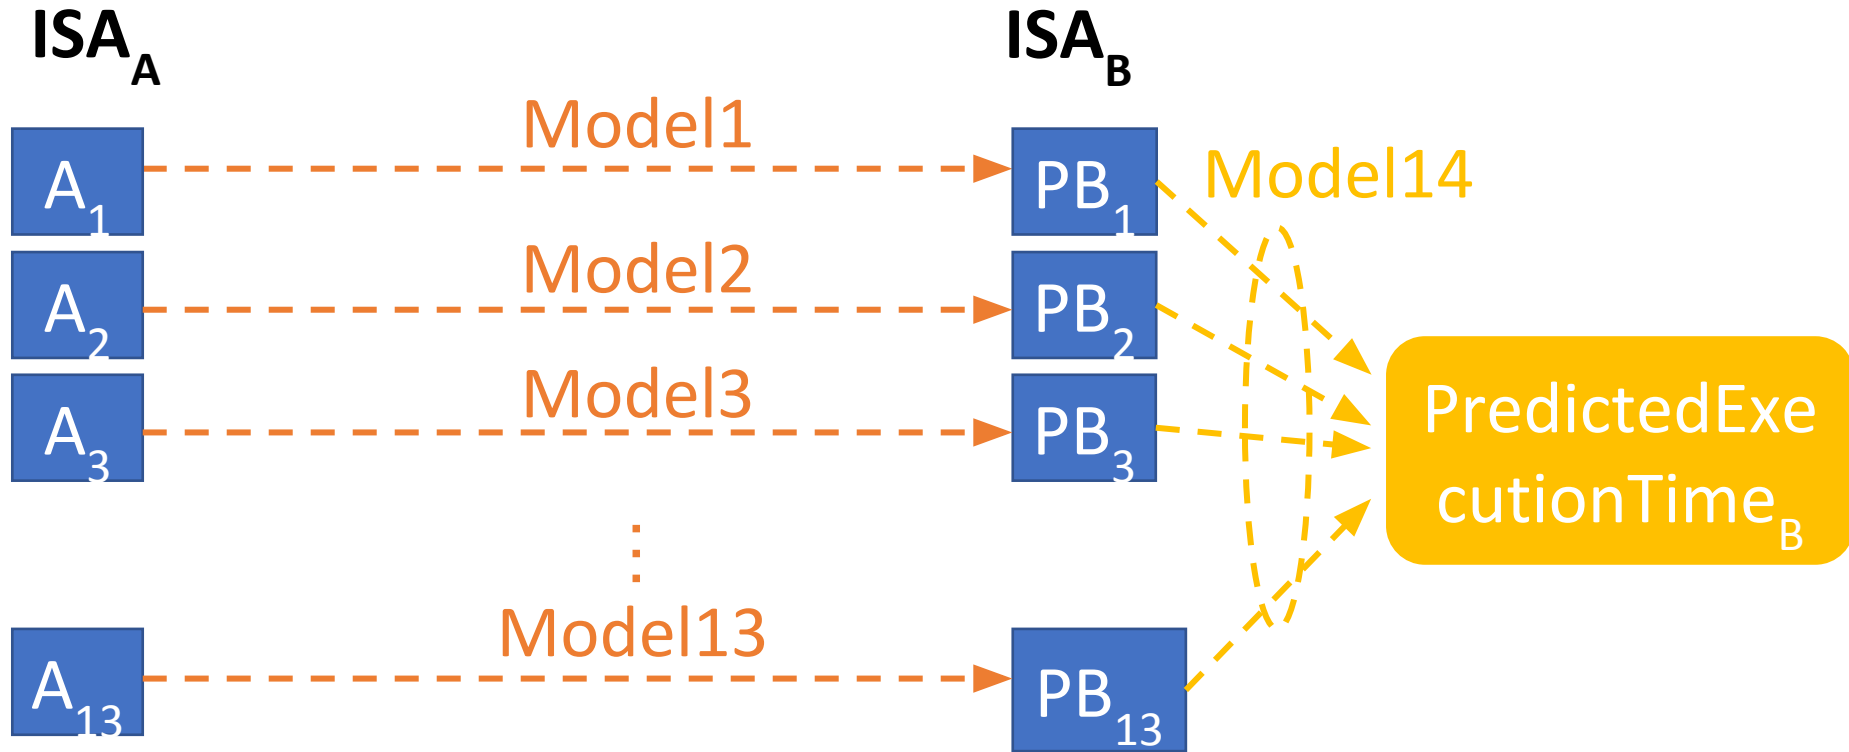 ISA_A ISA_B
Model1
A_1 PB_1 Model14
Model2
A_2 PB_2
Model3
A_3 PB_3
PredictedExe
cutionTime_B
Model13
A_13 PB_13